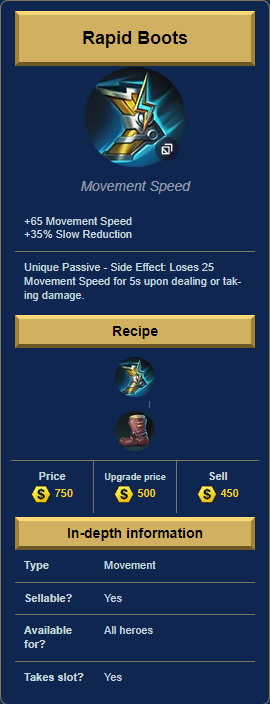 Rapid Boots
Movement Speed
+65 Movement Speed
+35% Slow Reduction
Unique Passive - Side Effect: Loses 25
Movement Speed for 5s upon dealing or tak-
ing damage.
Recipe
Price
Upgrade price
Sell
750
500
450
In-depth information
Type Movement
Sellable? Yes
Available All heroes
for?
Takes slot? Yes